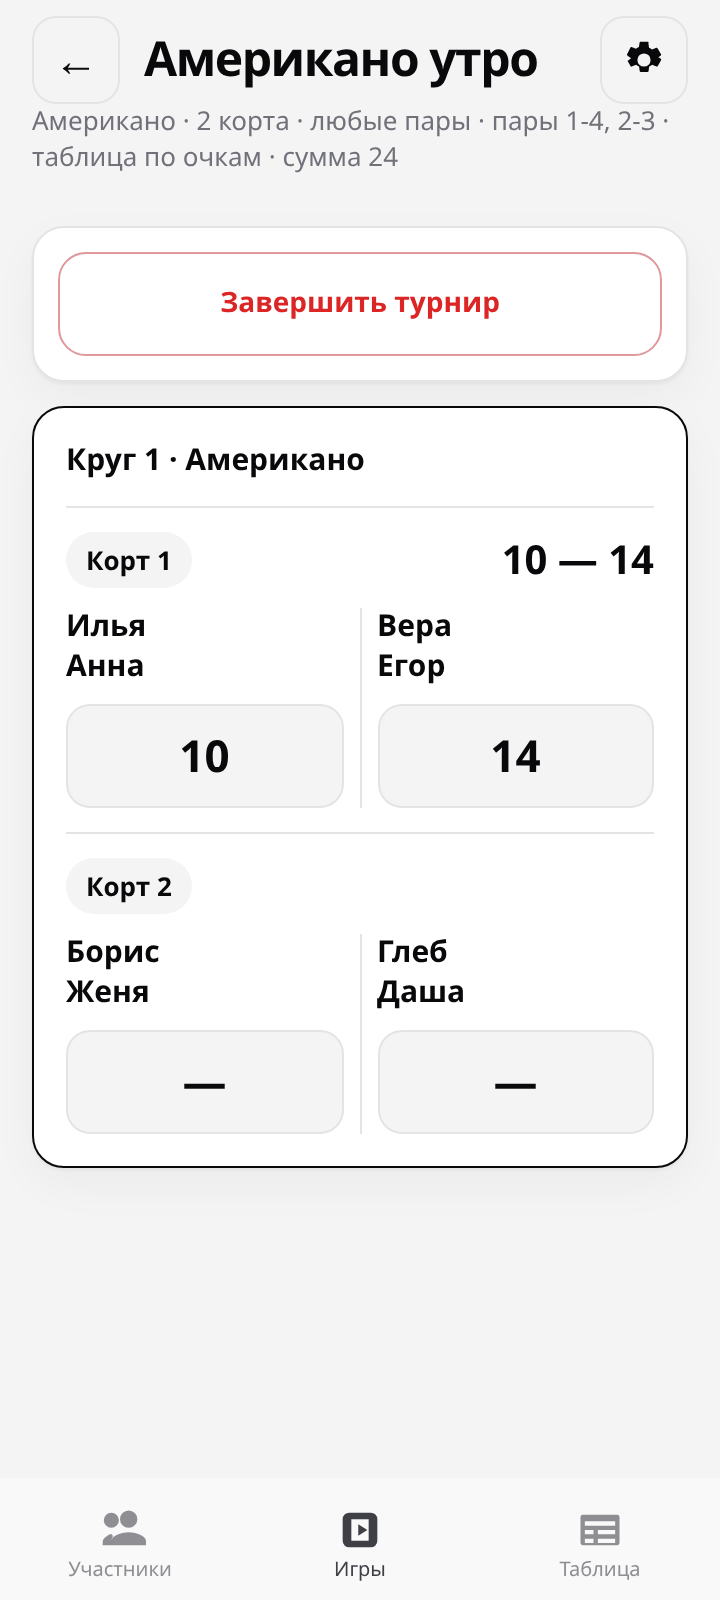 ← Американо утро
Американо · 2 корта · любые пары · пары 1-4, 2-3 ·
таблица по очкам · сумма 24
Завершить турнир
Круг 1 · Американо
Корт 1
10 — 14
Илья
Анна
Вера
Егор
10
14
Корт 2
Борис
Женя
Глеб
Даша
—
—
Участники
Игры
Таблица